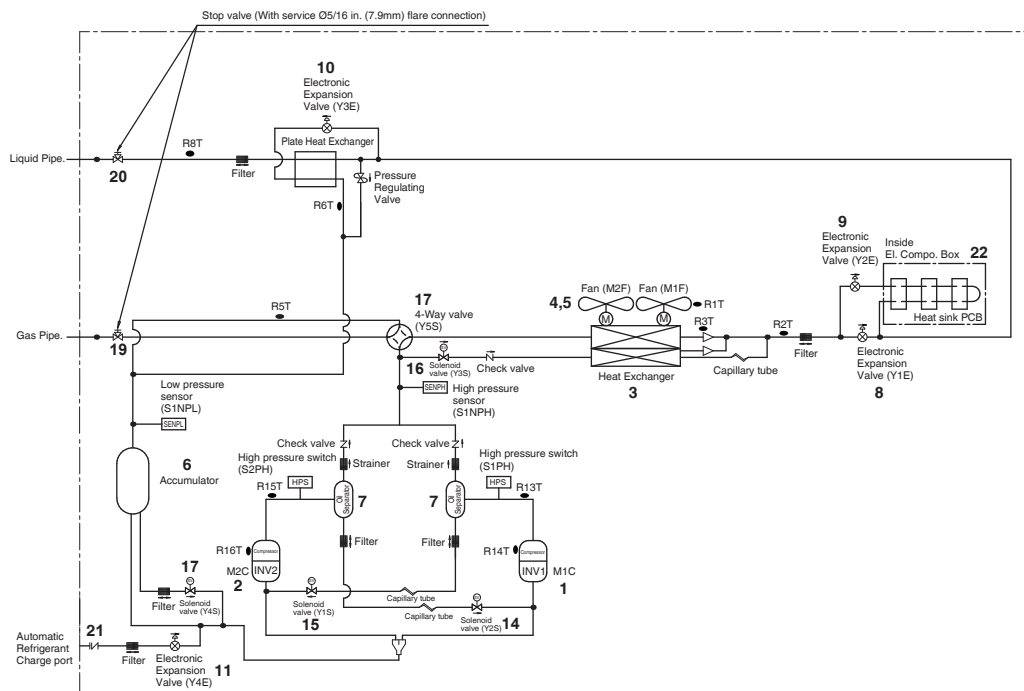 Stop valve (With service Ø5/16 in. (7.9mm) flare connection)
10
Electronic
Expansion
Valve (Y3E)
Plate Heat Exchanger
Liquid Pipe.
R8T
20
Filter
Pressure
Regulating
Valve
R6T
9
Electronic
Expansion
Valve (Y2E)
Inside
El. Compo. Box
22
Heat sink PCB
Fan (M2F)
Fan (M1F)
4,5
M
M
R1T
R3T
R2T
Filter
Electronic
Expansion
Valve (Y1E)
8
Capillary tube
Heat Exchanger
3
17
4-Way valve
(Y5S)
R5T
Gas Pipe.
19
16
Solenoid
valve (Y3S)
Check valve
SENPH
High pressure
sensor
(S1NPH)
Low pressure
sensor
(S1NPL)
SENPL
6
Accumulator
Check valve
Check valve
High pressure switch
(S2PH)
Strainer
Strainer
High pressure switch
(S1PH)
R15T
HPS
Oil
Separator
7
7
Oil
Separator
HPS
R13T
Filter
Filter
R16T
Compressor
INV2
M2C
2
R14T
Compressor
INV1
M1C
1
17
Filter
Solenoid
valve (Y4S)
Solenoid
valve (Y1S)
15
Capillary tube
Capillary tube
Solenoid
valve (Y2S)
14
Automatic
Refrigerant
Charge port
21
Filter
Electronic
Expansion
Valve (Y4E)
11